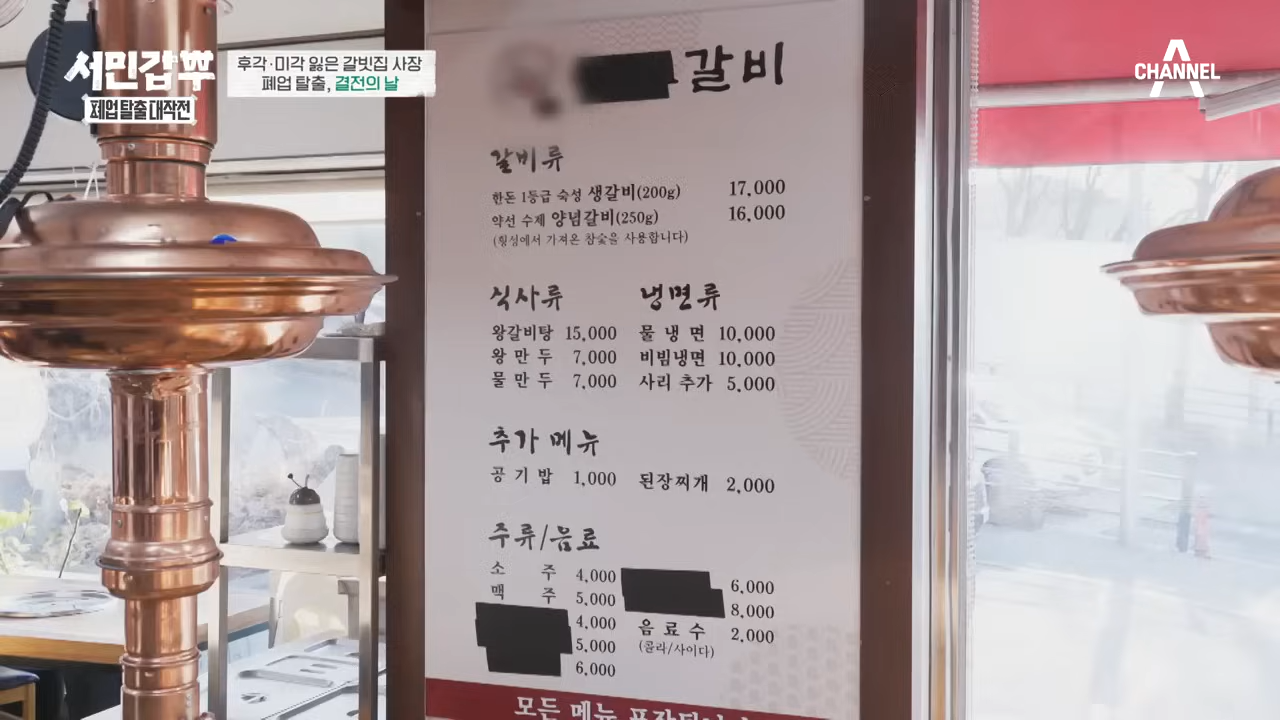 서민갑뿌
폐업 탈출 대작전
후각·미각 잃은 갈빗집 사장
폐업 탈출, 결전의 날
CHANNEL A
갈비
갈비류
한돈 1등급 숙성 생갈비(200g) 17,000
약선 수제 양념갈비(250g) 16,000
(횡성에서 가져온 참숯을 사용합니다)
식사류
왕갈비탕 15,000
왕만두 7,000
물만두 7,000
냉면류
물냉면 10,000
비빔냉면 10,000
사리 추가 5,000
추가 메뉴
공기밥 1,000
된장찌개 2,000
주류/음료
소주 4,000
맥주 5,000
4,000
5,000
6,000
6,000
8,000
음료수 2,000
(콜라/사이다)
모든 메뉴